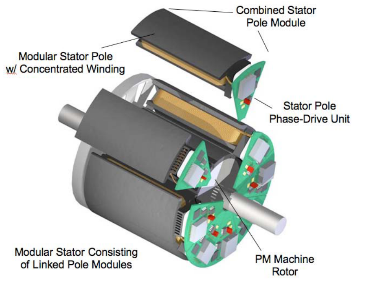 Combined Stator
Pole Module
Modular Stator Pole
w/ Concentrated Winding
Stator Pole
Phase-Drive Unit
Modular Stator Consisting
of Linked Pole Modules
PM Machine
Rotor